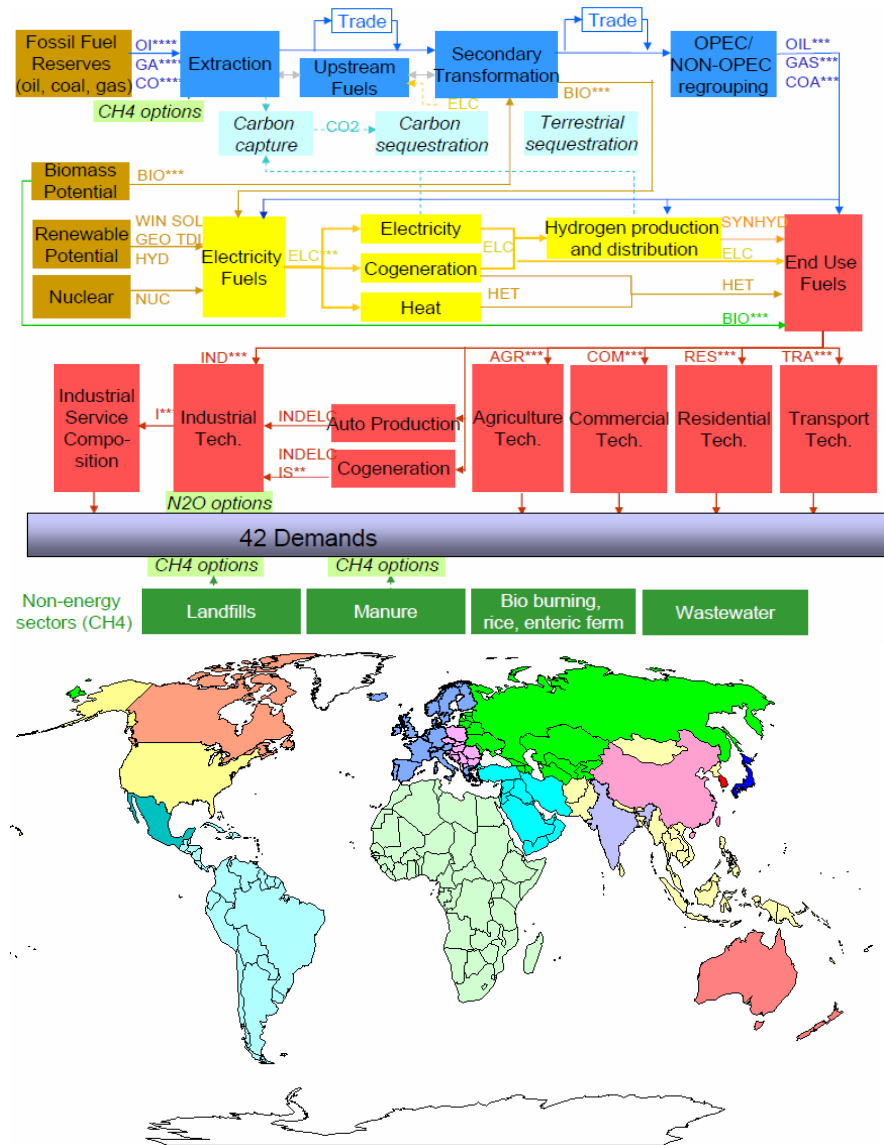 Trade
Trade
Fossil Fuel
Reserves
(oil, coal, gas)
OI****
GA****
CO****
Extraction
Upstream
Fuels
Secondary
Transformation
OPEC/
NON-OPEC
regrouping
OIL***
GAS***
COA***
CH4 options
ELC
BIO***
Carbon
capture
CO2
Carbon
sequestration
Terrestrial
sequestration
Biomass
Potential
BIO***
Renewable
Potential
WIN SOL
GEO TDL
HYD
Nuclear
NUC
Electricity
Fuels
ELC***
Electricity
Cogeneration
Heat
ELC
HET
Hydrogen production
and distribution
SYNHYD
ELC
HET
BIO***
End Use
Fuels
IND***
AGR***
COM***
RES***
TRA***
Industrial
Service
Compo-
sition
I***
Industrial
Tech.
INDELC
Auto Production
INDELC
IS**
Cogeneration
Agriculture
Tech.
Commercial
Tech.
Residential
Tech.
Transport
Tech.
N2O options
42 Demands
CH4 options
CH4 options
Non-energy
sectors (CH4)
Landfills
Manure
Bio burning,
rice, enteric ferm
Wastewater